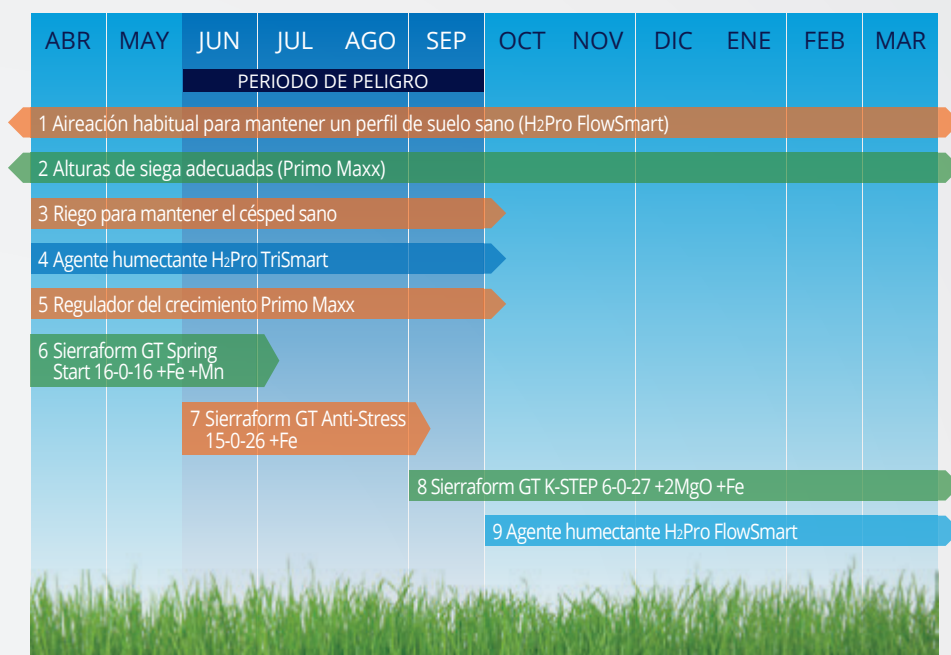 ABR MAY JUN JUL AGO SEP OCT NOV DIC ENE FEB MAR
PERIODO DE PELIGRO
1 Aireación habitual para mantener un perfil de suelo sano (H2Pro FlowSmart)
2 Alturas de siega adecuadas (Primo Maxx)
3 Riego para mantener el césped sano
4 Agente humectante H2Pro TriSmart
5 Regulador del crecimiento Primo Maxx
6 Sierraform GT Spring
Start 16-0-16 +Fe +Mn
7 Sierraform GT Anti-Stress
15-0-26 +Fe
8 Sierraform GT K-STEP 6-0-27 +2MgO +Fe
9 Agente humectante H2Pro FlowSmart